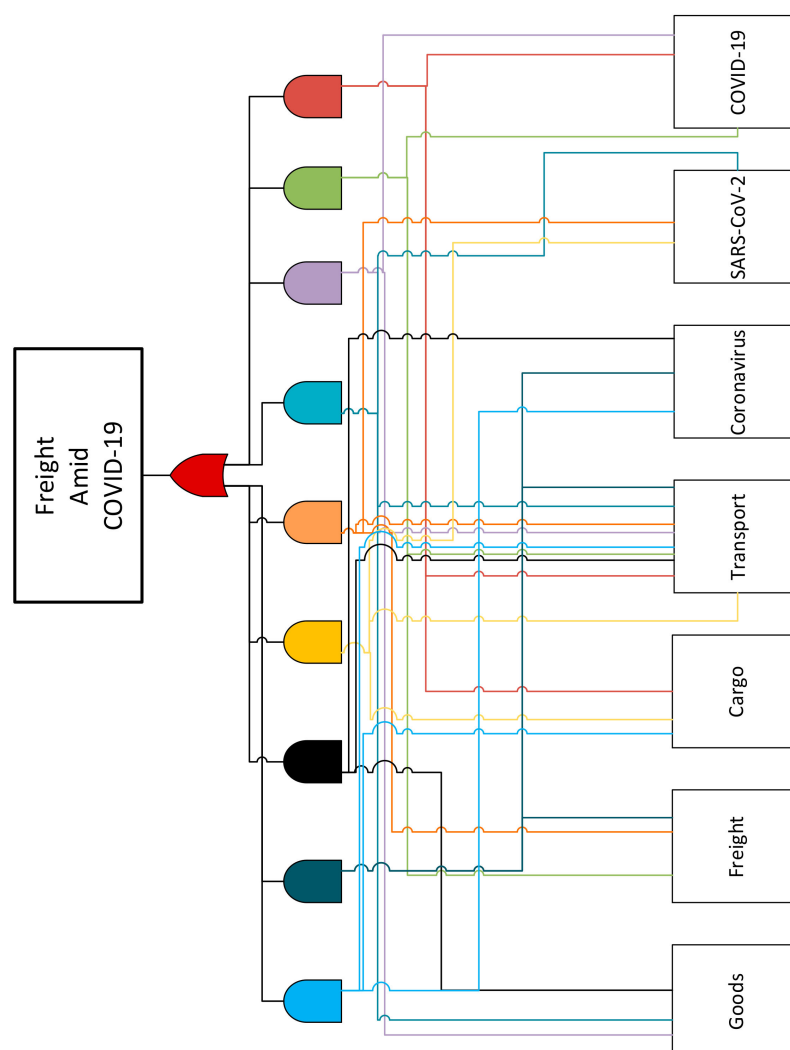 Freight
Amid
COVID-19
Goods
Freight
Cargo
Transport
Coronavirus
SARS-CoV-2
COVID-19